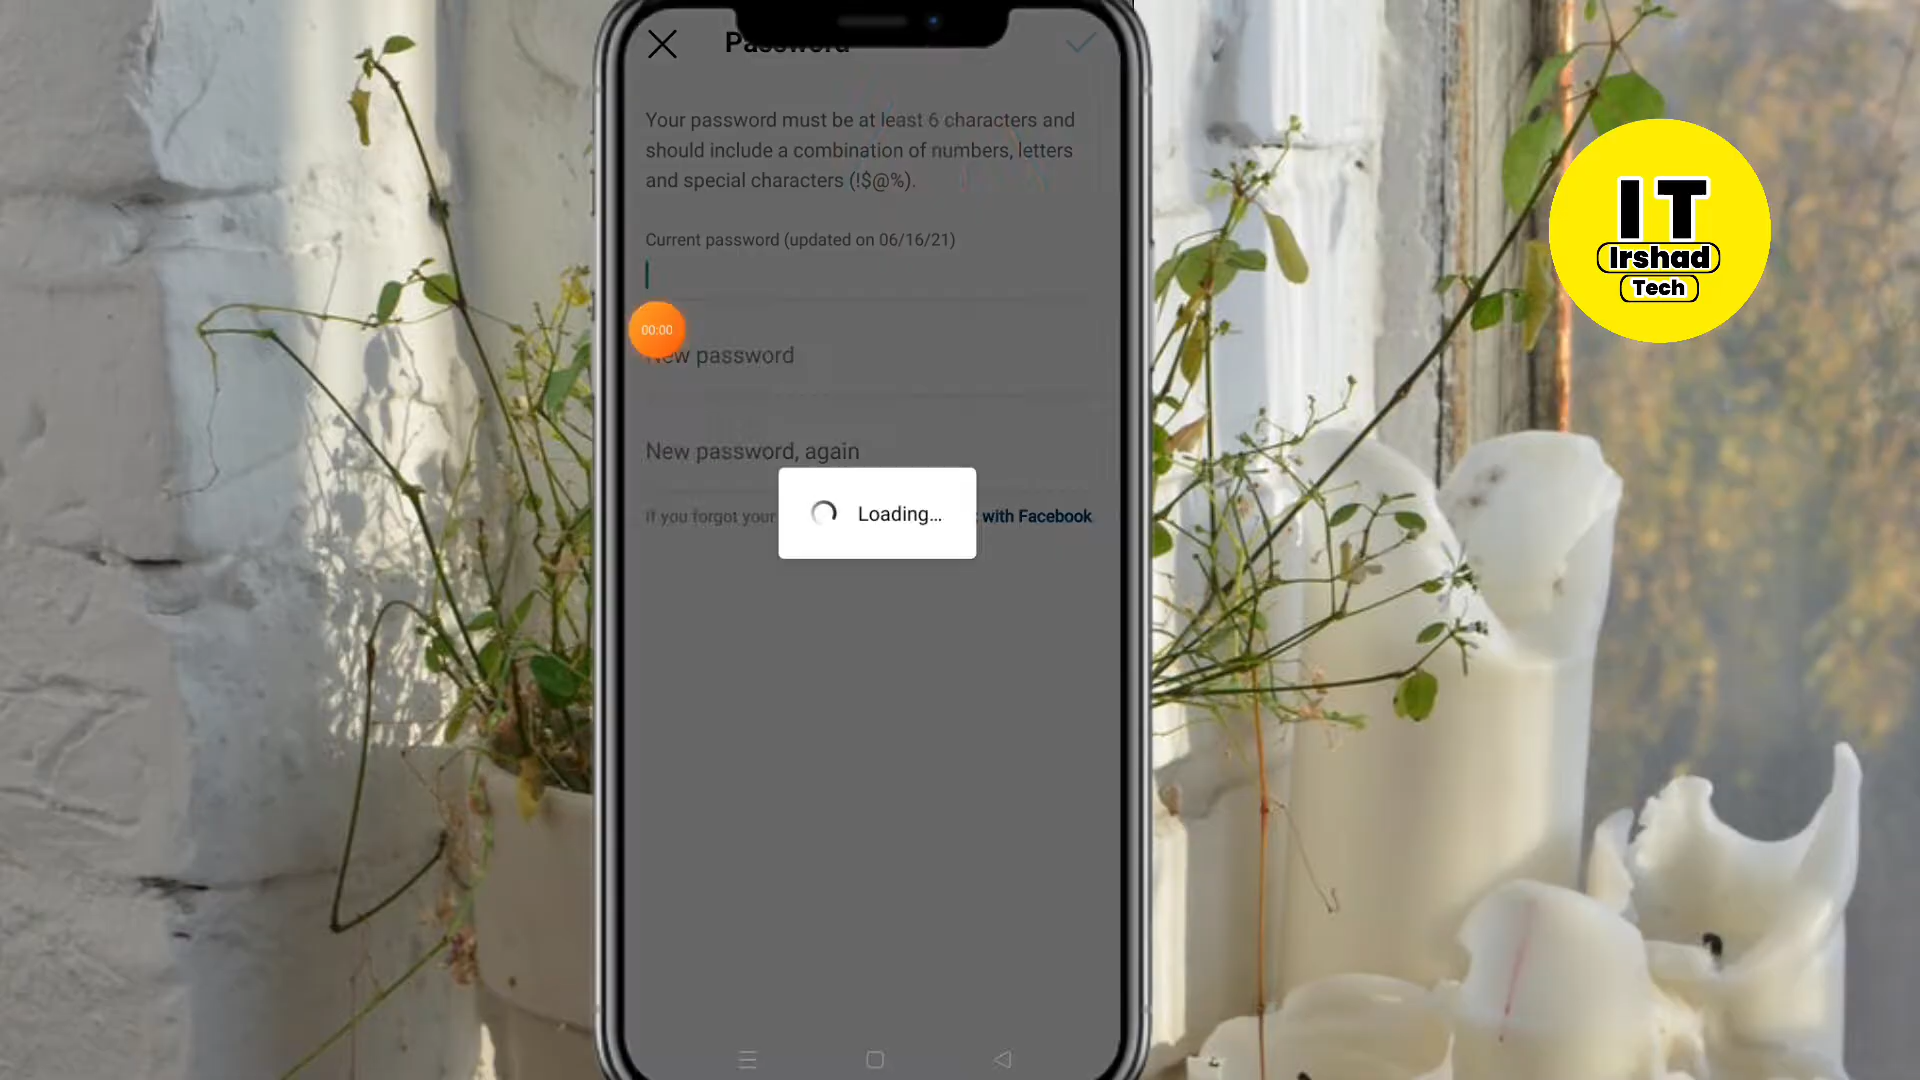 Password
Your password must be at least 6 characters and
should include a combination of numbers, letters
and special characters (!$@%).
Current password (updated on 06/16/21)
00:00
New password
New password, again
If you forgot your
with Facebook
Loading...
IT
Irshad
Tech